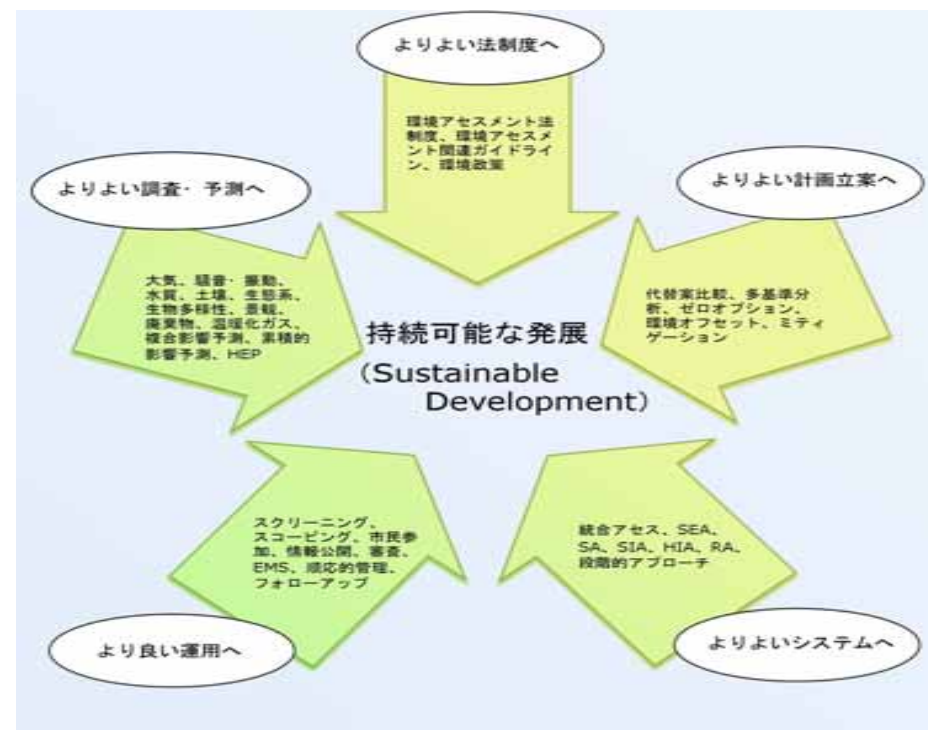 よりよい法制度へ
環境アセスメント法
制度、環境アセスメ
ント関連ガイドライ
ン、環境政策
よりよい調査・予測へ
大気、騒音・振動、
水質、土壌、生態系、
生物多様性、景観、
廃棄物、温暖化ガス、
複合影響予測、累積的
影響予測、HEP
よりよい計画立案へ
代替案比較、多基準分
析、ゼロオプション、
環境オフセット、ミティ
ゲーション
持続可能な発展
(Sustainable
Development)
スクリーニング、
スコーピング、市民参
加、情報公開、審査、
EMS、順応的管理、
フォローアップ
より良い運用へ
統合アセス、SEA、
SA、SIA、HIA、RA、
段階的アプローチ
よりよいシステムへ